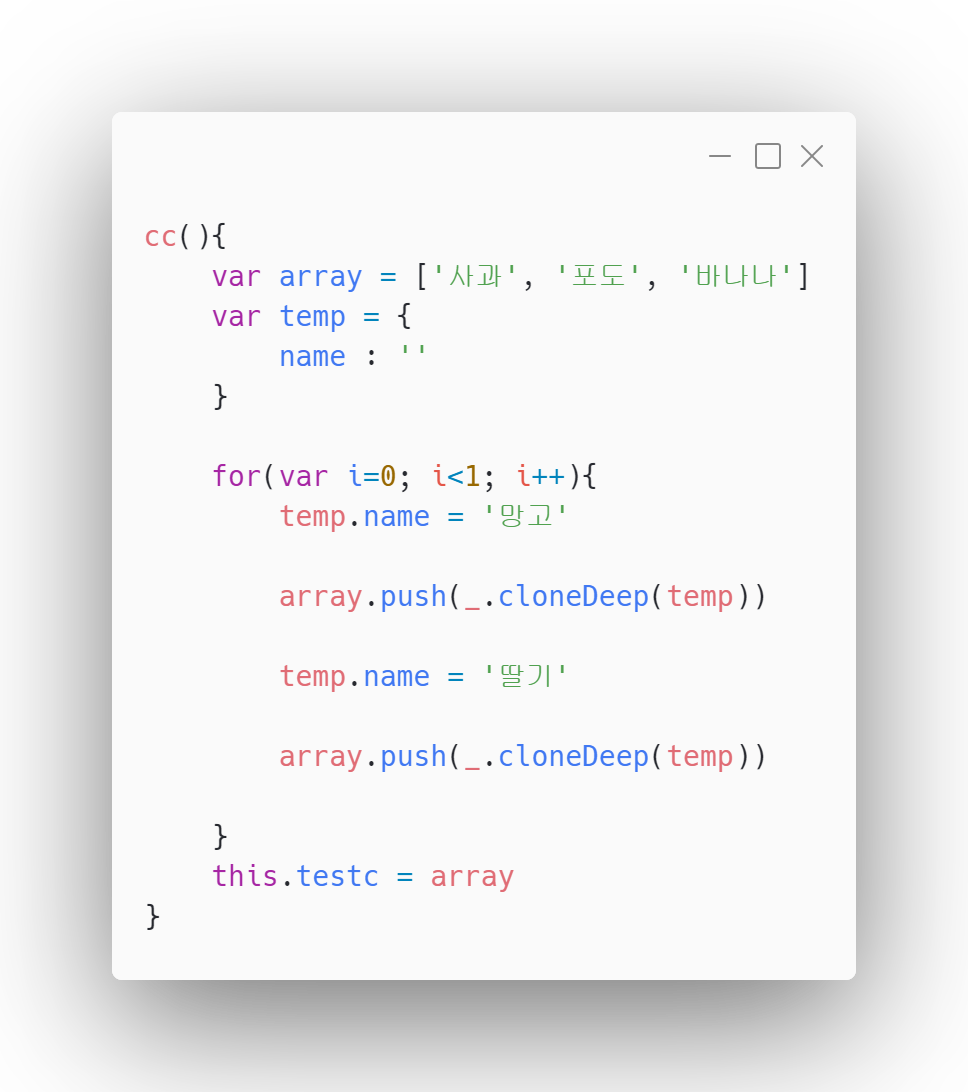 cc(){
    var array = ['사과', '포도', '바나나']
    var temp = {
        name : ''
    }
    for(var i=0; i<1; i++){
        temp.name = '망고'
        array.push(_.cloneDeep(temp))
        temp.name = '딸기'
        array.push(_.cloneDeep(temp))
    }
    this.testc = array
}